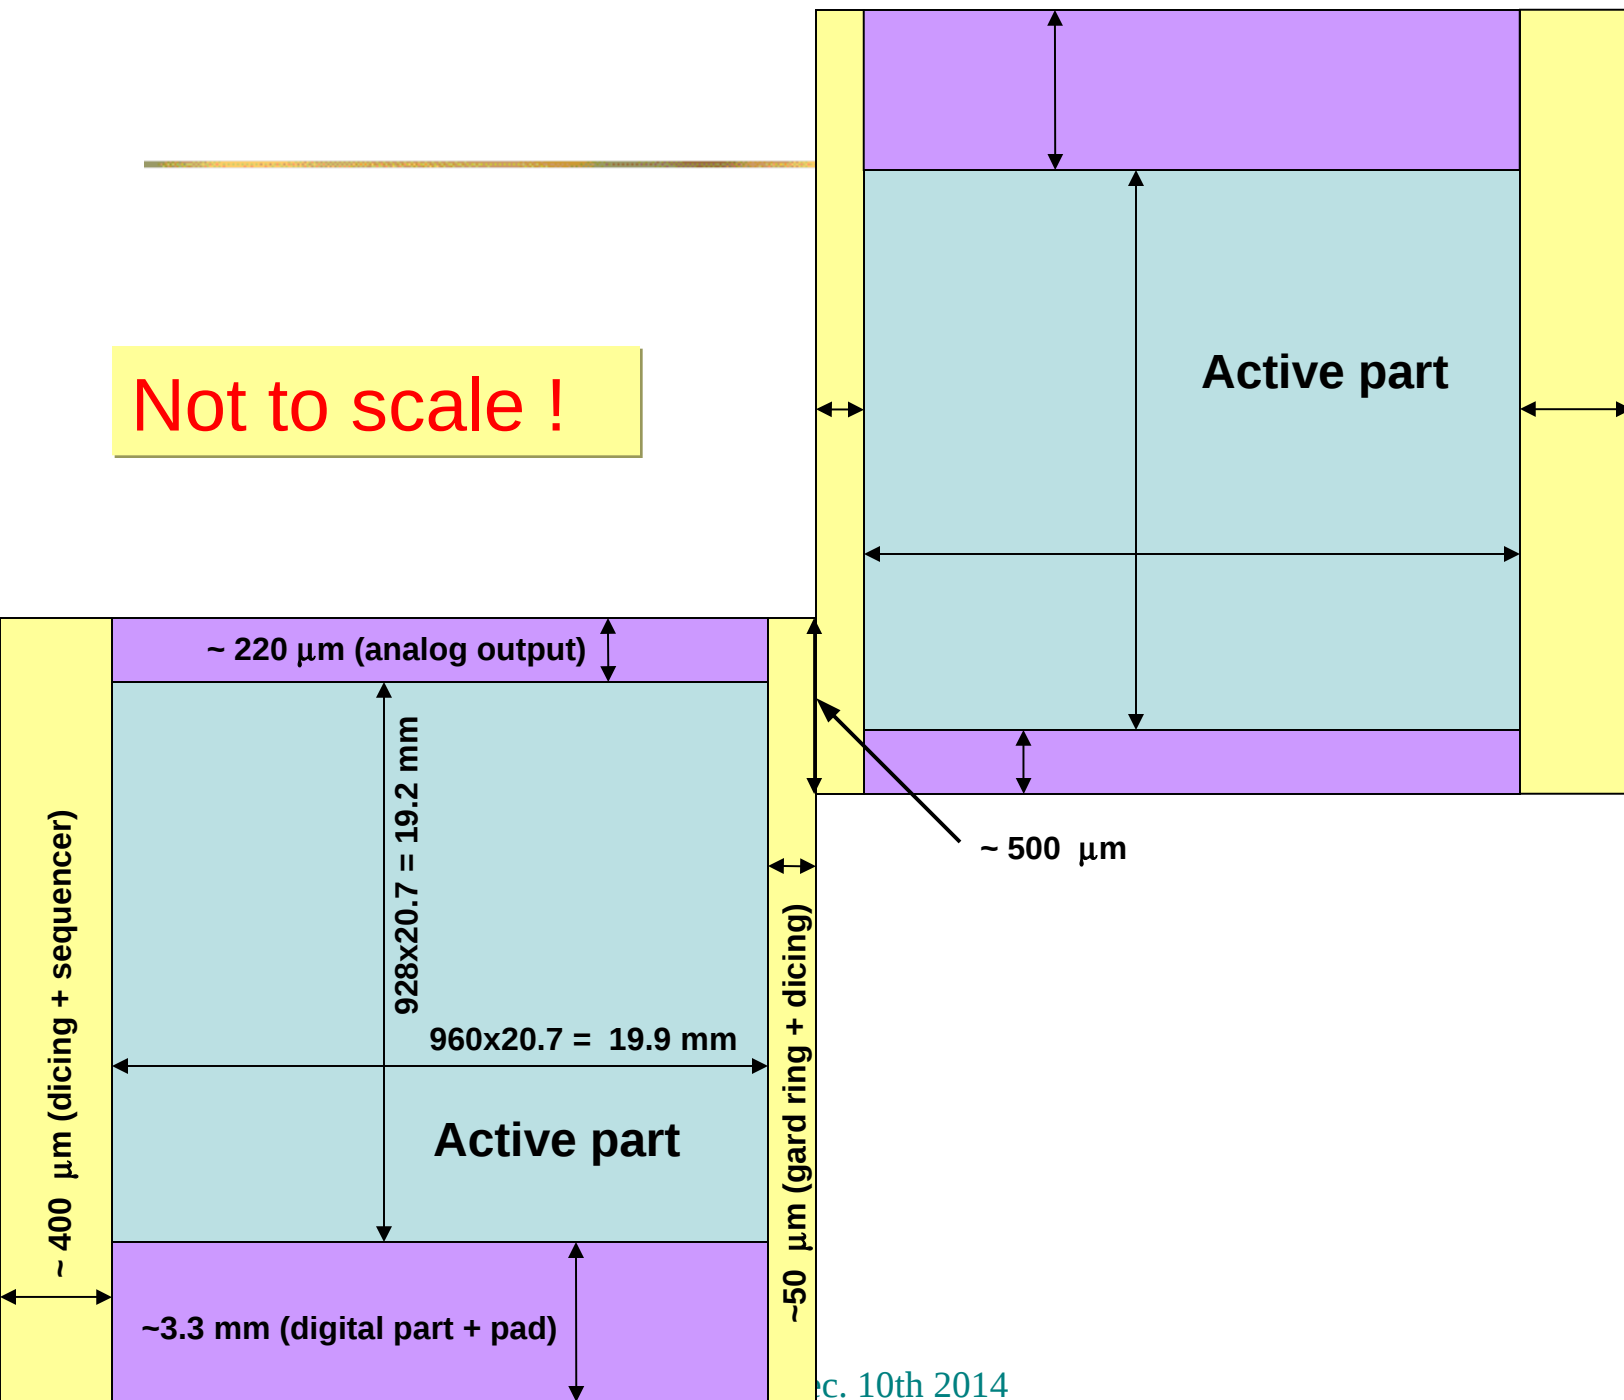 Active part
Not to scale !
~ 220 μm (analog output)
928x20.7 = 19.2 mm
~ 500 μm
~ 400 μm (dicing + sequencer)
~50 μm (gard ring + dicing)
960x20.7 = 19.9 mm
Active part
~3.3 mm (digital part + pad)
10th 2014